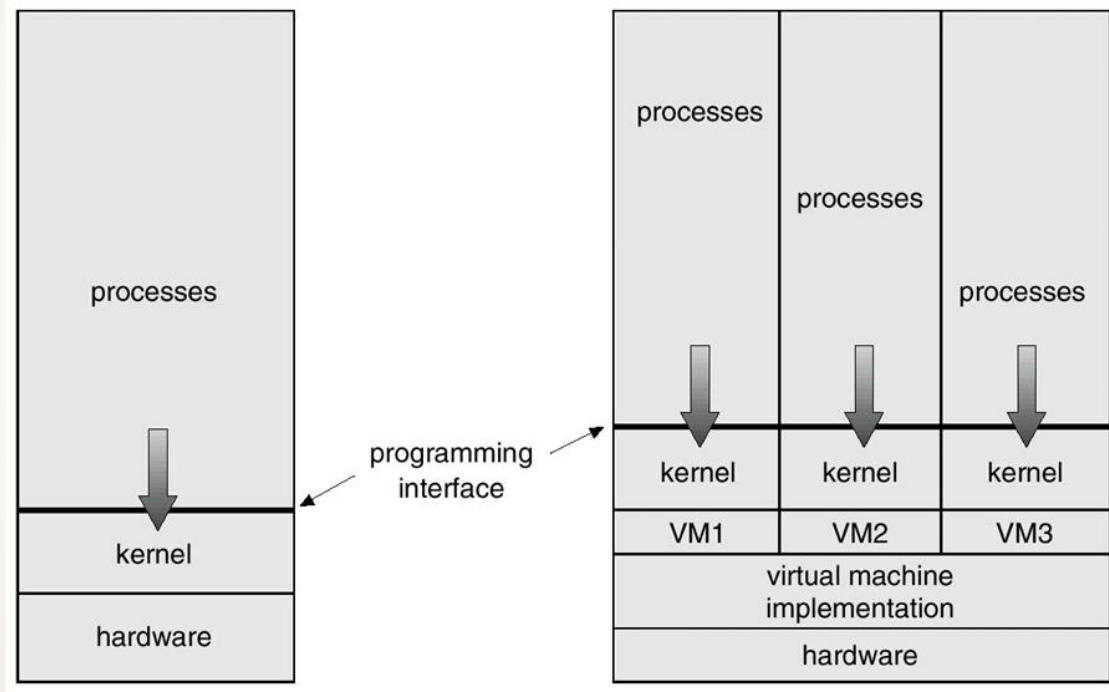 processes
kernel
hardware
programming
interface
processes
processes
processes
kernel kernel kernel
VM1 VM2 VM3
virtual machine
implementation
hardware